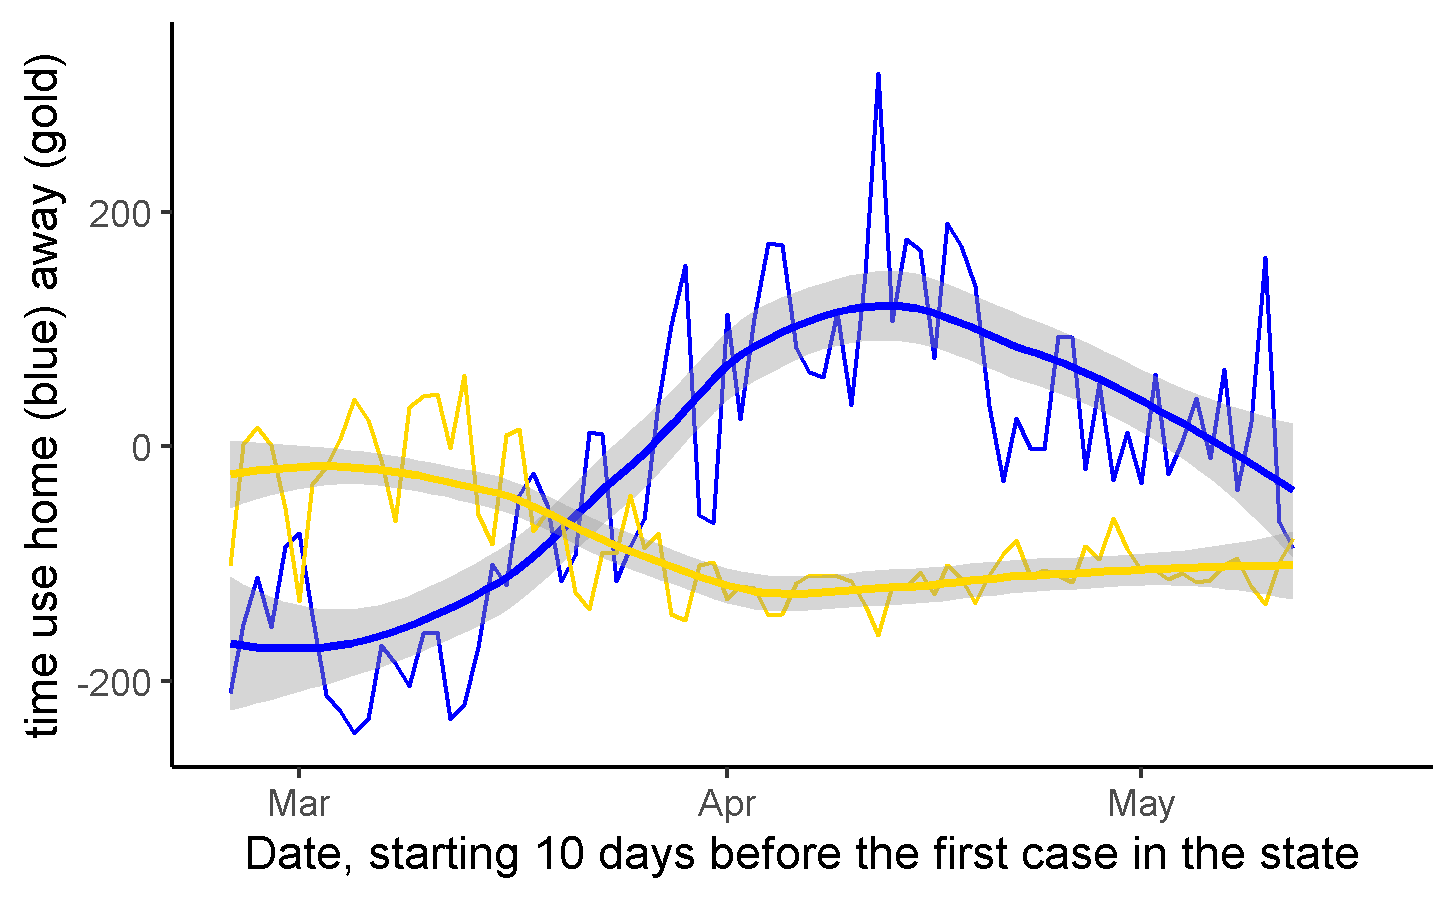 time use home (blue) away (gold)
200
0
-200
Mar
Apr
May
Date, starting 10 days before the first case in the state